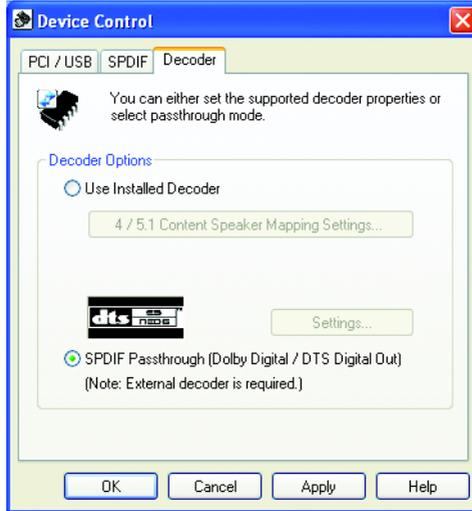 Device Control
PCI / USB SPDIF Decoder
You can either set the supported decoder properties or
select passthrough mode.
Decoder Options
Use Installed Decoder
4 / 5.1 Content Speaker Mapping Settings...
dts
Settings...
SPDIF Passthrough (Dolby Digital / DTS Digital Out)
(Note: External decoder is required.)
OK Cancel Apply Help